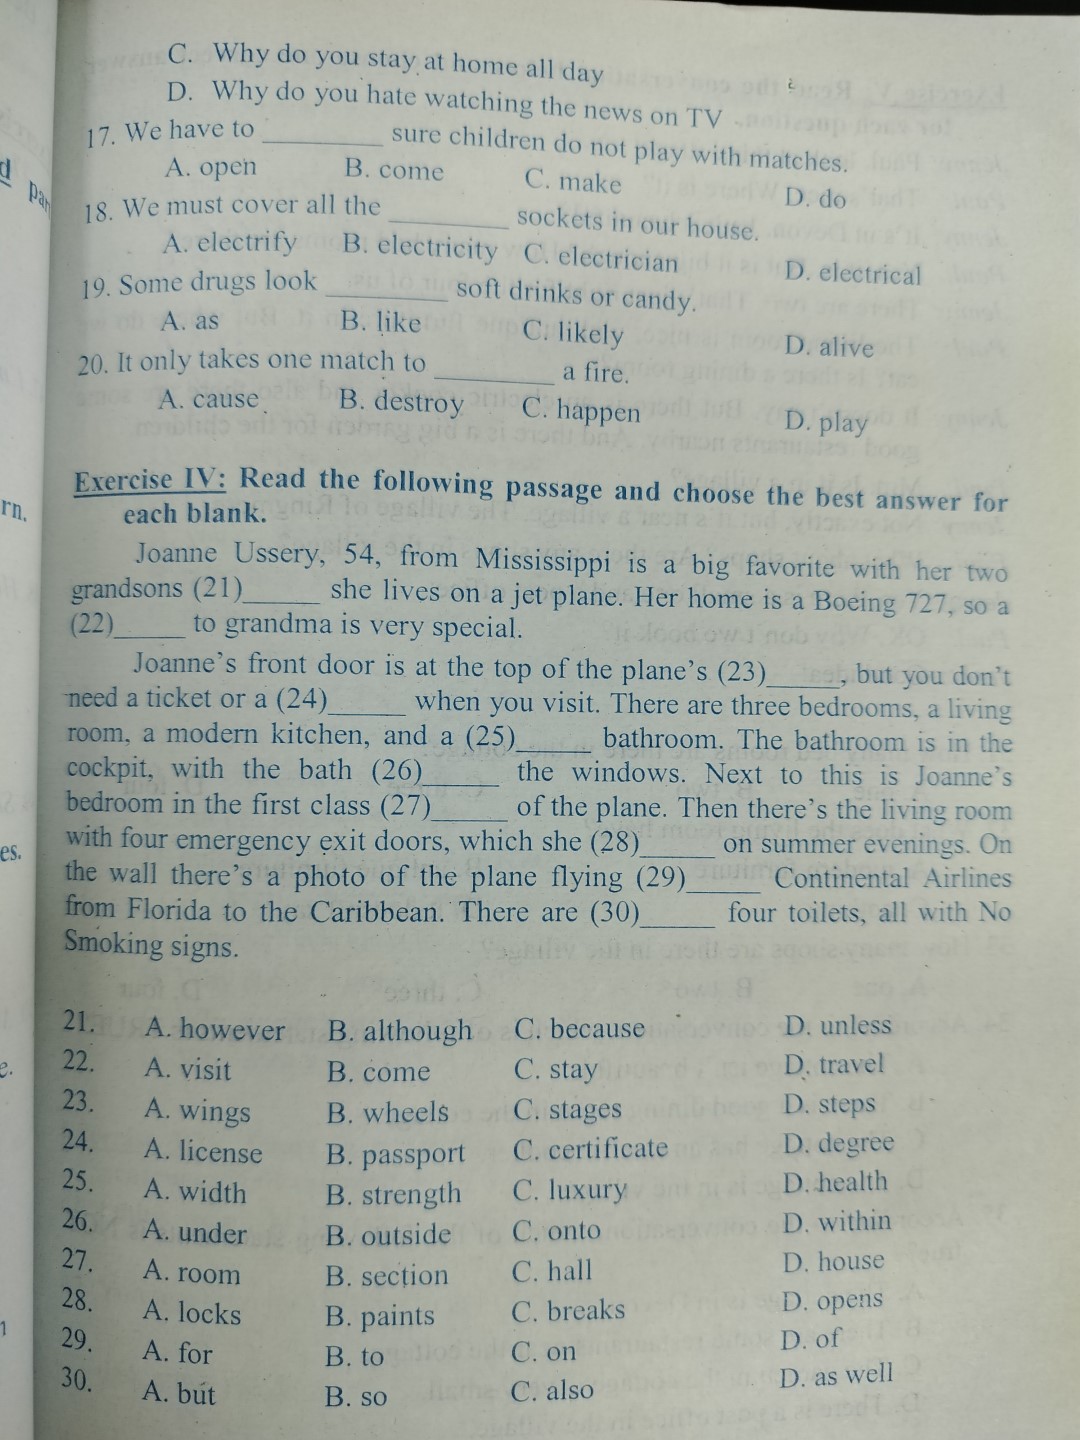 C. Why do you stay at home all day
D. Why do you hate watching the news on TV
17. We have to ________ sure children do not play with matches.
A. open B. come C. make D. do
18. We must cover all the ________ sockets in our house.
A. electrify B. electricity C. electrician D. electrical
19. Some drugs look ________ soft drinks or candy.
A. as B. like C. likely D. alive
20. It only takes one match to ________ a fire.
A. cause B. destroy C. happen D. play
Exercise IV: Read the following passage and choose the best answer for
each blank.
Joanne Ussery, 54, from Mississippi is a big favorite with her two
grandsons (21)_____ she lives on a jet plane. Her home is a Boeing 727, so a
(22)_____ to grandma is very special.
Joanne's front door is at the top of the plane's (23)_____, but you don't
need a ticket or a (24)_____ when you visit. There are three bedrooms, a living
room, a modern kitchen, and a (25)_____ bathroom. The bathroom is in the
cockpit, with the bath (26)_____ the windows. Next to this is Joanne's
bedroom in the first class (27)_____ of the plane. Then there's the living room
with four emergency exit doors, which she (28)_____ on summer evenings. On
the wall there's a photo of the plane flying (29)_____ Continental Airlines
from Florida to the Caribbean. There are (30)_____ four toilets, all with No
Smoking signs.
21. A. however B. although C. because D. unless
22. A. visit B. come C. stay D. travel
23. A. wings B. wheels C. stages D. steps
24. A. license B. passport C. certificate D. degree
25. A. width B. strength C. luxury D. health
26. A. under B. outside C. onto D. within
27. A. room B. section C. hall D. house
28. A. locks B. paints C. breaks D. opens
29. A. for B. to C. on D. of
30. A. but B. so C. also D. as well
rn.
es.
e.